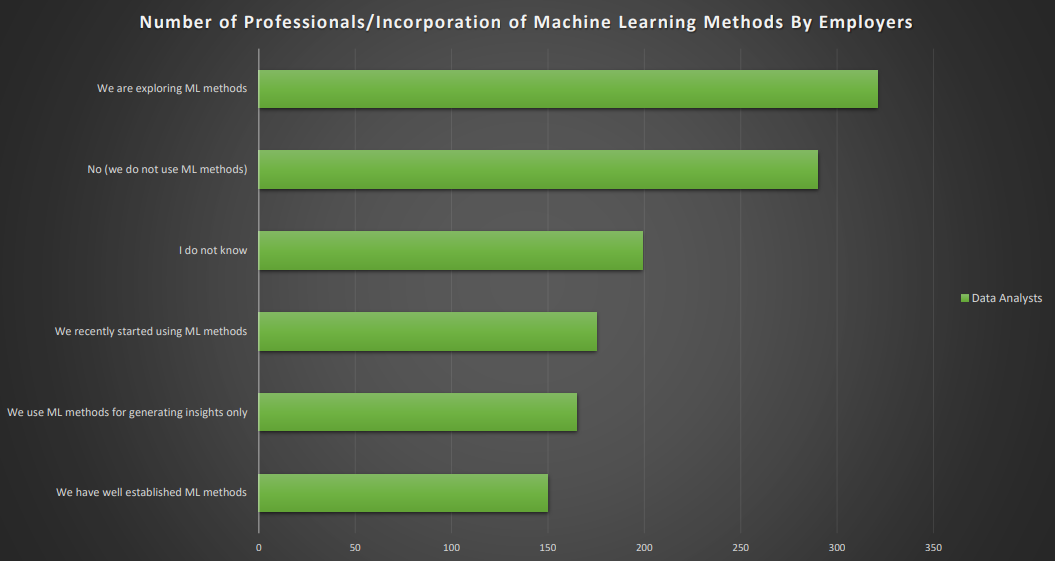 Number of Professionals/Incorporation of Machine Learning Methods By Employers
We are exploring ML methods
No (we do not use ML methods)
I do not know
We recently started using ML methods
We use ML methods for generating insights only
We have well established ML methods
0 50 100 150 200 250 300 350
Data Analysts